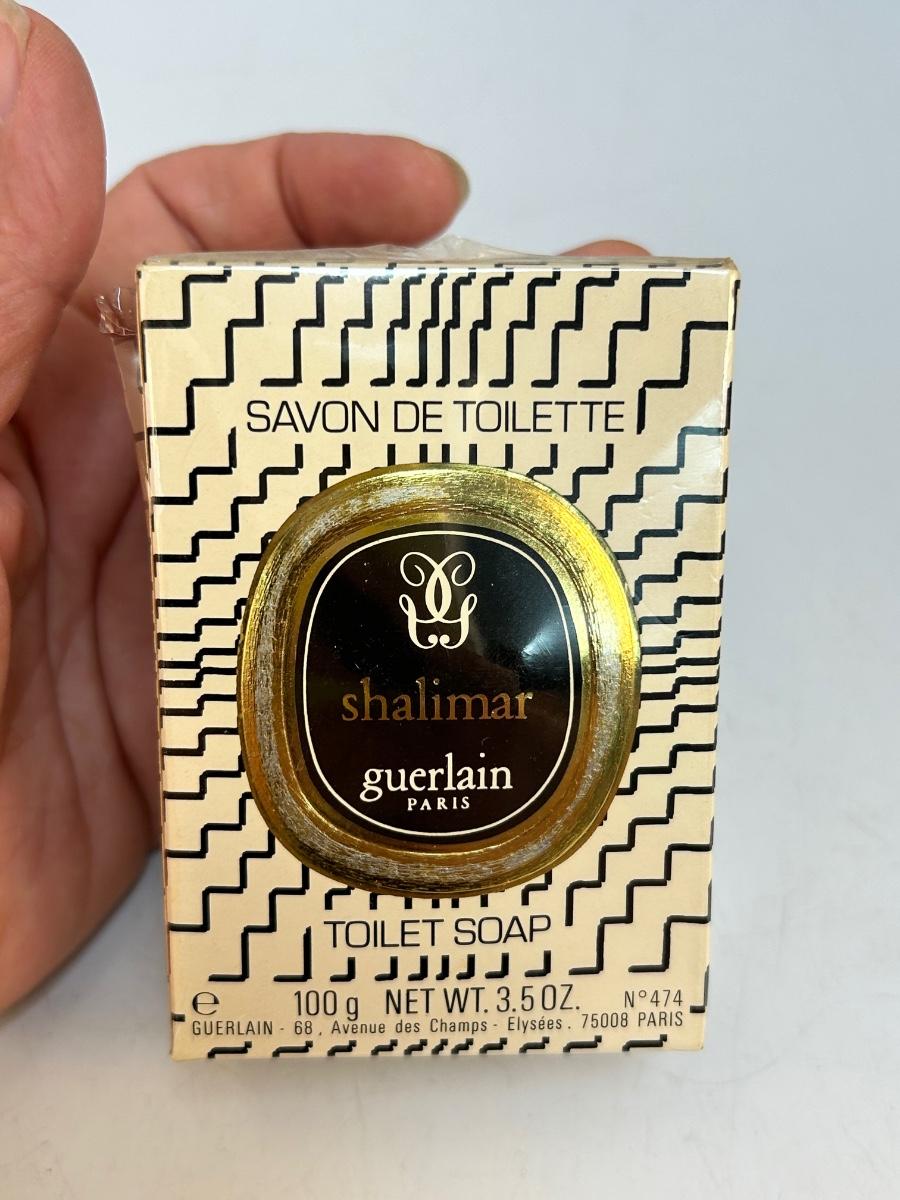 SAVON DE TOILETTE
shalimar
guerlain
PARIS
TOILET SOAP
e 100 g NET WT. 3.5 OZ. N°474
GUERLAIN - 68, Avenue des Champs - Elysées. 75008 PARIS